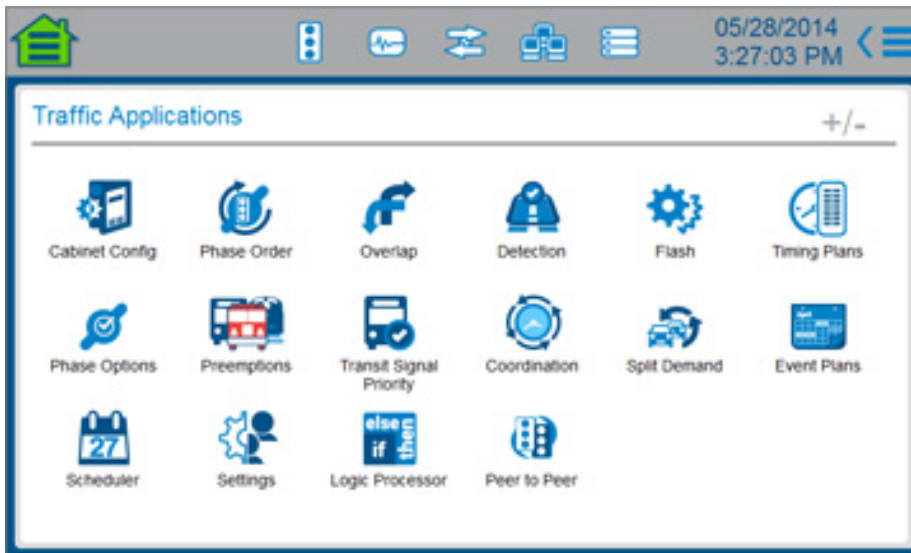 05/28/2014
3:27:03 PM
Traffic Applications
+/-
Cabinet Config
Phase Order
Overlap
Detection
Flash
Timing Plans
Phase Options
Preemptions
Transit Signal
Priority
Coordination
Split Demand
Event Plans
27
Scheduler
Settings
else
if
then
Logic Processor
Peer to Peer